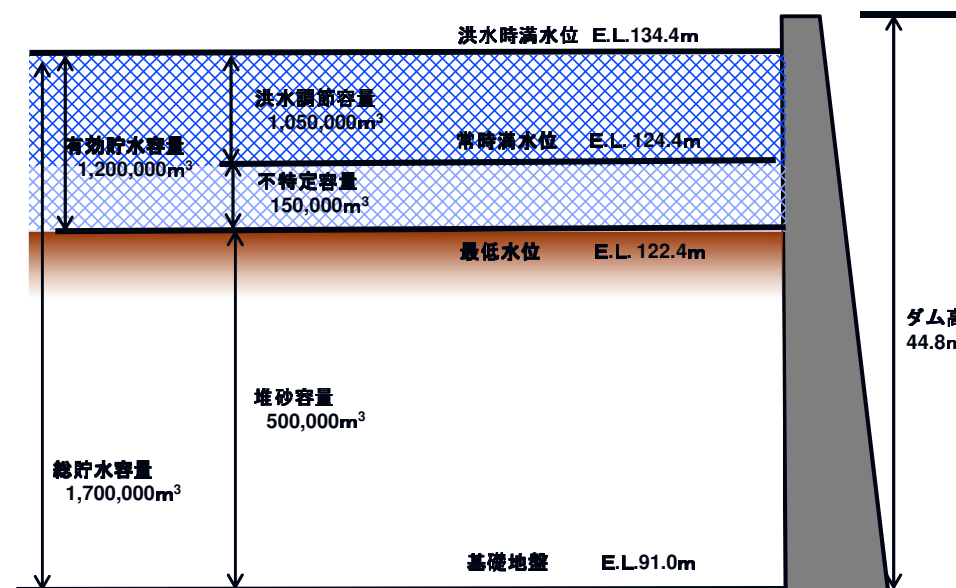 洪水時満水位 E.L.134.4m
洪水調節容量
1,050,000m³
有効貯水容量
1,200,000m³
常時満水位 E.L.124.4m
不特定容量
150,000m³
最低水位 E.L.122.4m
ダム高
44.8m
堆砂容量
500,000m³
総貯水容量
1,700,000m³
基礎地盤 E.L.91.0m